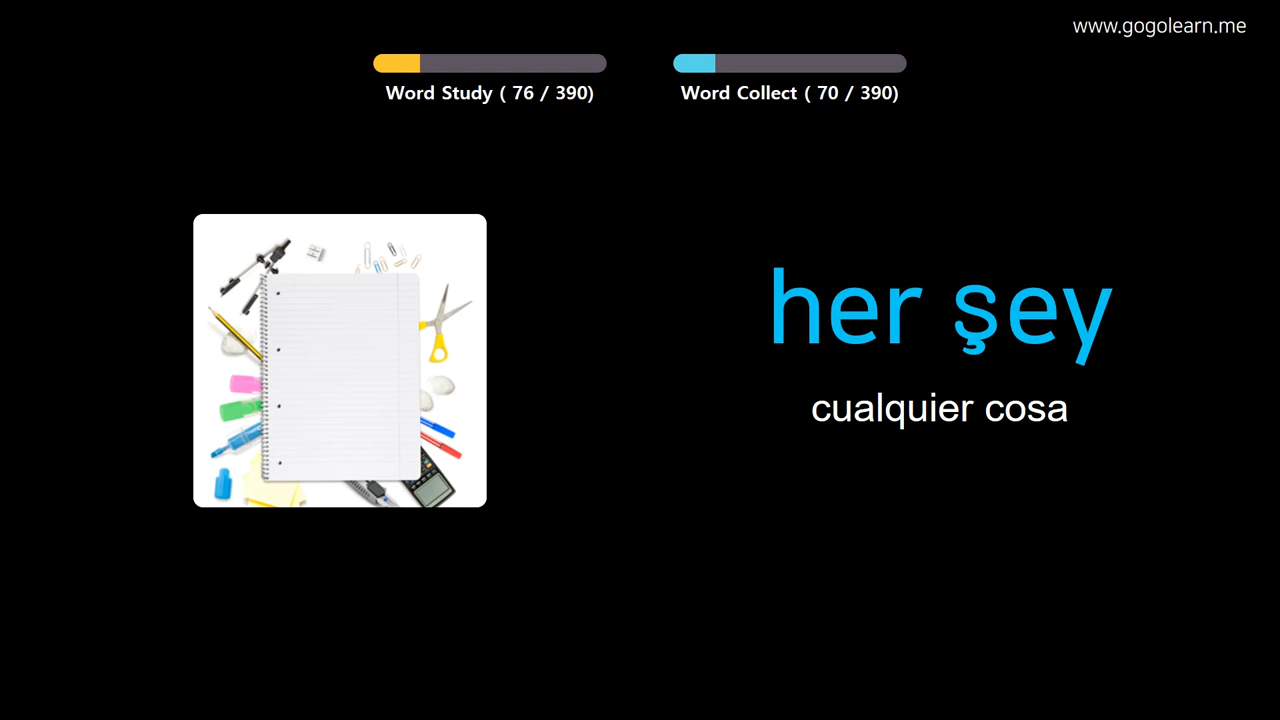 www.gogolearn.me
Word Study ( 76 / 390)
Word Collect ( 70 / 390)
her şey
cualquier cosa